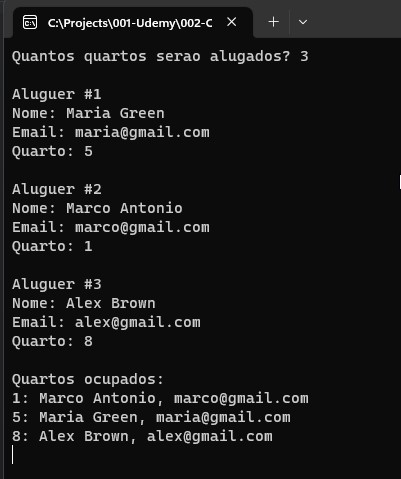 C:\Projects\001-Udemy\002-C
Quantos quartos serao alugados? 3
Aluguer #1
Nome: Maria Green
Email: maria@gmail.com
Quarto: 5
Aluguer #2
Nome: Marco Antonio
Email: marco@gmail.com
Quarto: 1
Aluguer #3
Nome: Alex Brown
Email: alex@gmail.com
Quarto: 8
Quartos ocupados:
1: Marco Antonio, marco@gmail.com
5: Maria Green, maria@gmail.com
8: Alex Brown, alex@gmail.com